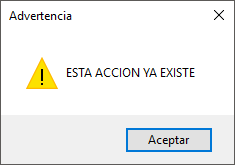 Advertencia
ESTA ACCION YA EXISTE
Aceptar